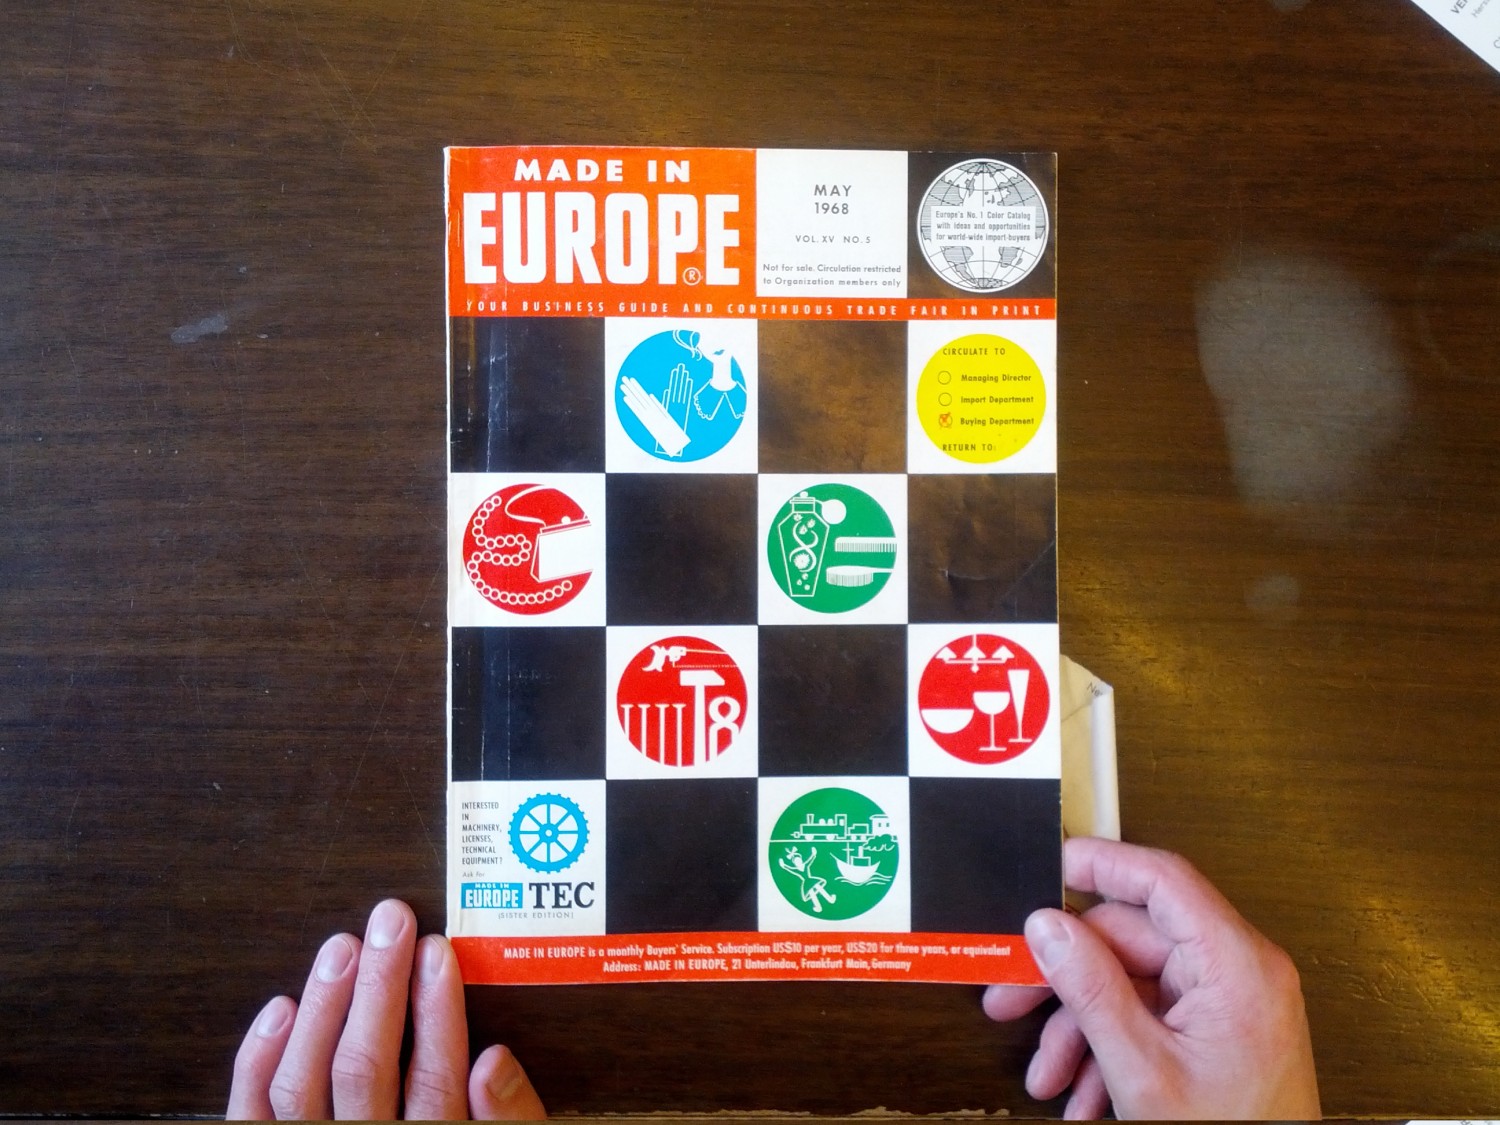 MADE IN
EUROPE®
MAY
1968
VOL. XV NO. 5
Not for sale. Circulation restricted
to Organization members only
Europe's No. 1 Color Catalog
with ideas and opportunities
for world-wide import-buyers
YOUR BUSINESS GUIDE AND CONTINUOUS TRADE FAIR IN PRINT
CIRCULATE TO
Managing Director
Import Department
Buying Department
RETURN TO:
INTERESTED
IN
MACHINERY,
LICENSES,
TECHNICAL
EQUIPMENT?
Ask for
MADE IN
EUROPE TEC
(SISTER EDITION)
MADE IN EUROPE is a monthly Buyers' Service. Subscription US$10 per year, US$20 for three years, or equivalent
Address: MADE IN EUROPE, 21 Unterlindau, Frankfurt Main, Germany